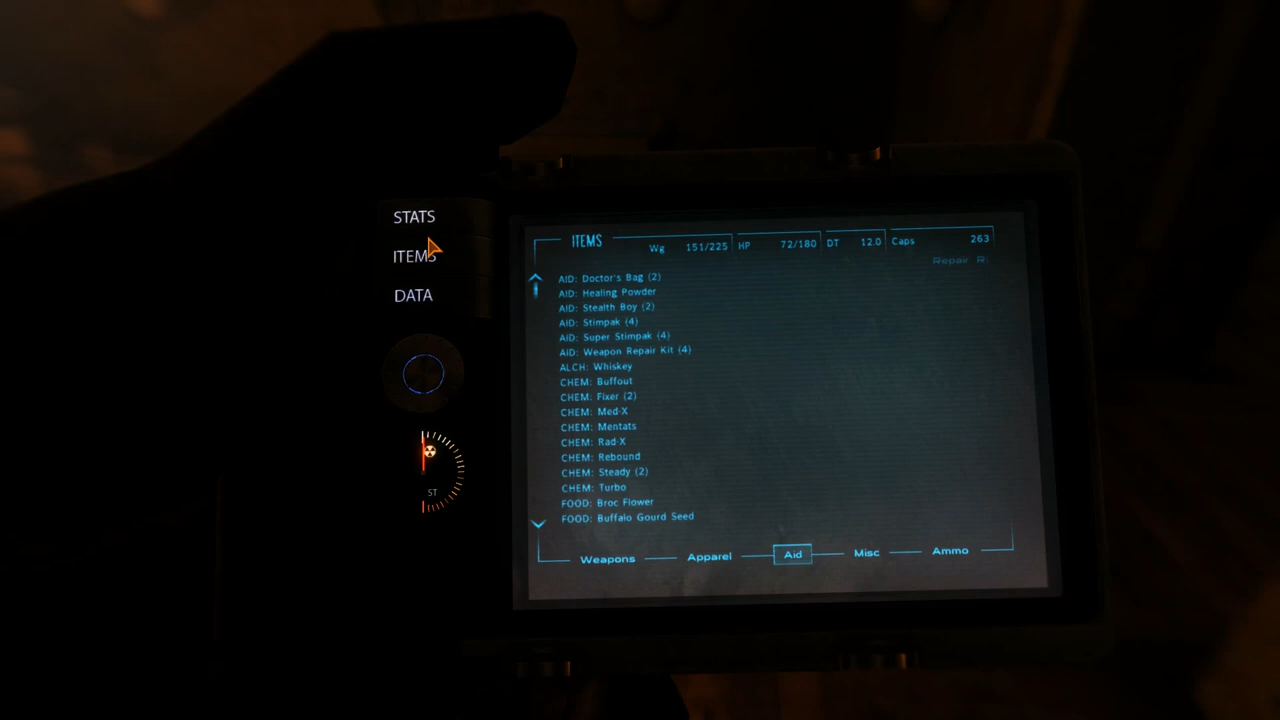 STATS
ITEMS
DATA
ST
ITEMS Wg 151/225 HP 72/180 DT 12.0 Caps 263
Repair
AID: Doctor's Bag (2)
AID: Healing Powder
AID: Stealth Boy (2)
AID: Stimpak (4)
AID: Super Stimpak (4)
AID: Weapon Repair Kit (4)
ALCH: Whiskey
CHEM: Buffout
CHEM: Fixer (2)
CHEM: Med-X
CHEM: Mentats
CHEM: Rad-X
CHEM: Rebound
CHEM: Steady (2)
CHEM: Turbo
FOOD: Broc Flower
FOOD: Buffalo Gourd Seed
Weapons Apparel Aid Misc Ammo